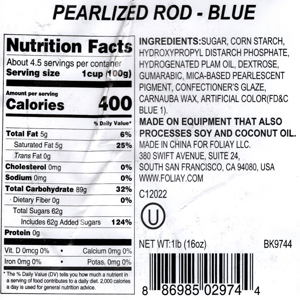 PEARLIZED ROD - BLUE
Nutrition Facts
About 4.5 servings per container
Serving size 1cup (100g)
Amount per serving
Calories 400
% Daily Value*
Total Fat 5g 6%
Saturated Fat 5g 25%
Trans Fat 0g
Cholesterol 0mg 0%
Sodium 0mg 0%
Total Carbohydrate 89g 32%
Dietary Fiber 0g 0%
Total Sugars 62g
Includes 62g Added Sugars 124%
Protein 0g
Vit. D 0mcg 0% • Calcium 0mg 0%
Iron 0mg 0% • Potas. 0mg 0%
* The % Daily Value (DV) tells you how much a nutrient in
a serving of food contributes to a daily diet. 2,000 calories
a day is used for general nutrition advice.
INGREDIENTS:SUGAR, CORN STARCH,
HYDROXYPROPYL DISTARCH PHOSPHATE,
HYDROGENATED PLAM OIL, DEXTROSE,
GUMARABIC, MICA-BASED PEARLESCENT
PIGMENT, CONFECTIONER'S GLAZE,
CARNAUBA WAX, ARTIFICIAL COLOR(FD&C
BLUE 1).
MADE ON EQUIPMENT THAT ALSO
PROCESSES SOY AND COCONUT OIL.
MADE IN CHINA FOR FOLIAY LLC.
380 SWIFT AVENUE, SUITE 24,
SOUTH SAN FRANCISCO, CA 94080, USA
WWW.FOLIAY.COM
C12022
U
NET WT:1lb (16oz) BK9744
8 86985 02974 4